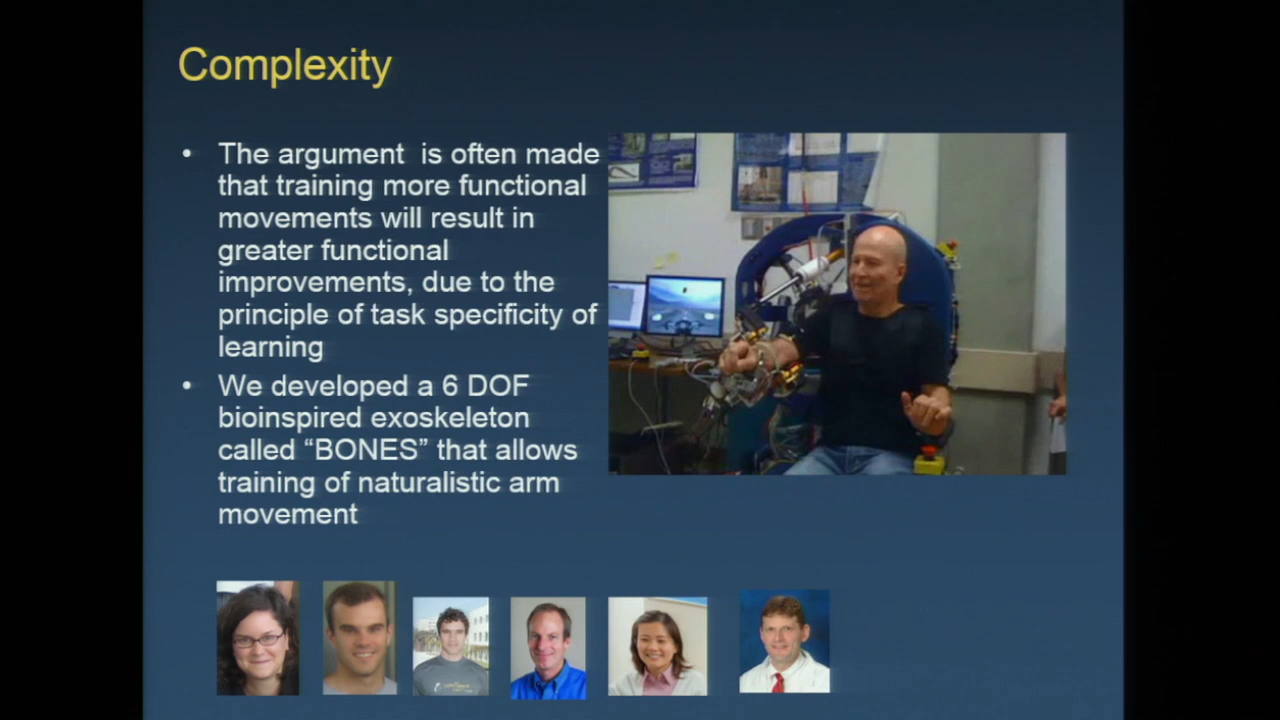 Complexity
• The argument is often made
that training more functional
movements will result in
greater functional
improvements, due to the
principle of task specificity of
learning
• We developed a 6 DOF
bioinspired exoskeleton
called “BONES” that allows
training of naturalistic arm
movement